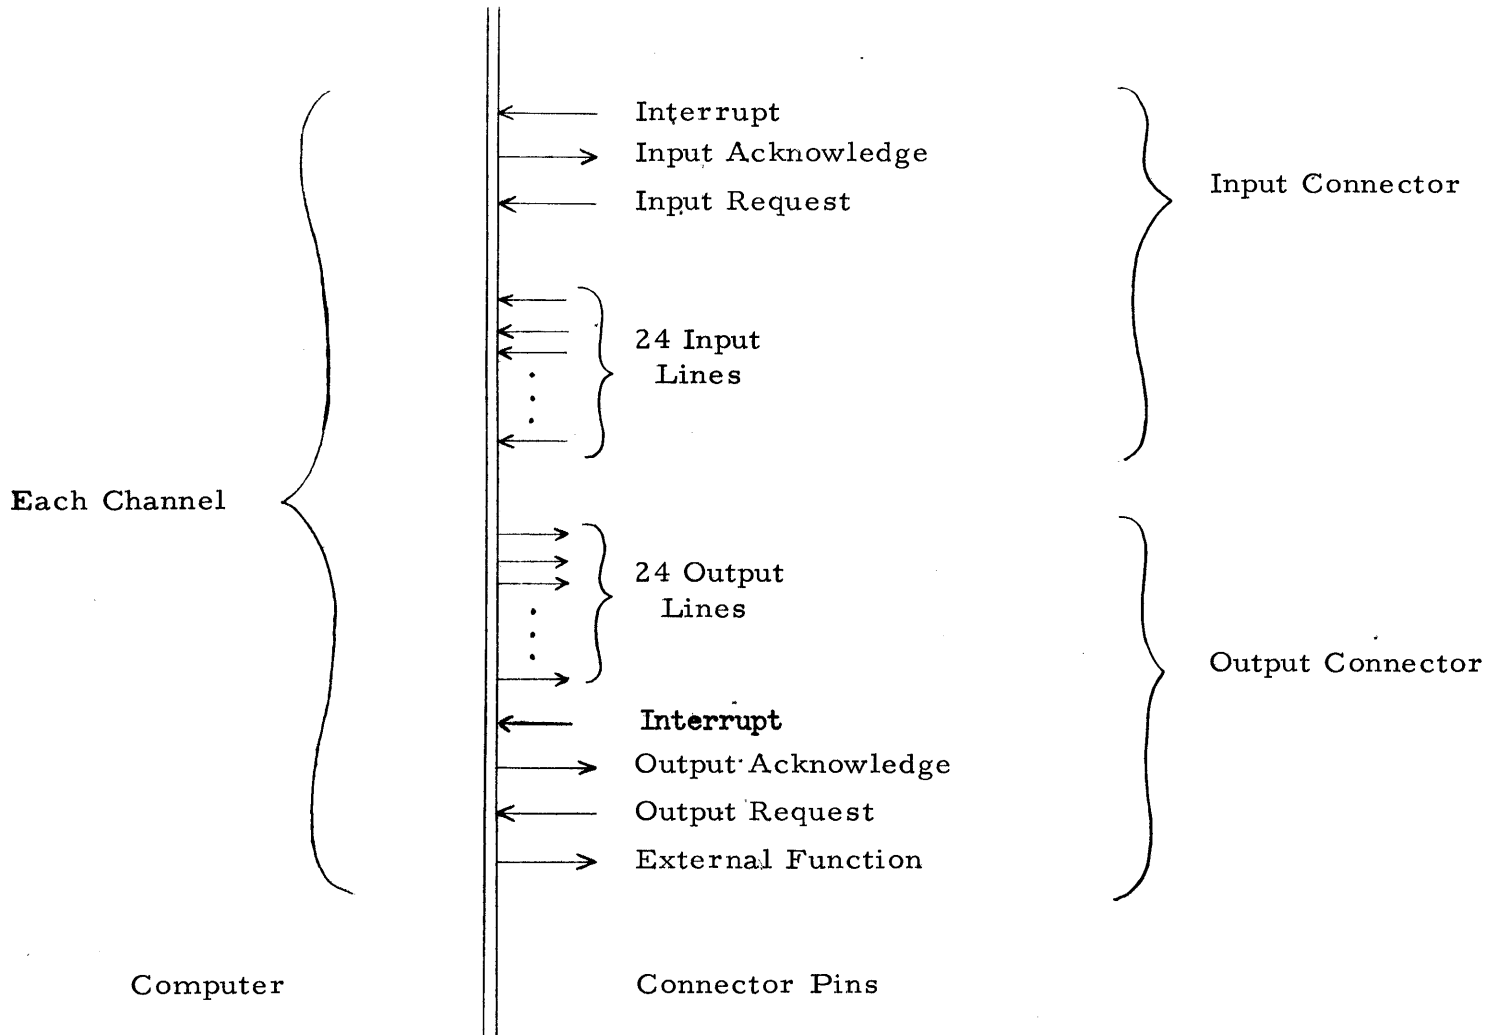 Interrupt
Input Acknowledge
Input Request
Input Connector
24 Input
Lines
Each Channel
24 Output
Lines
Output Connector
Interrupt
Output Acknowledge
Output Request
External Function
Computer
Connector Pins